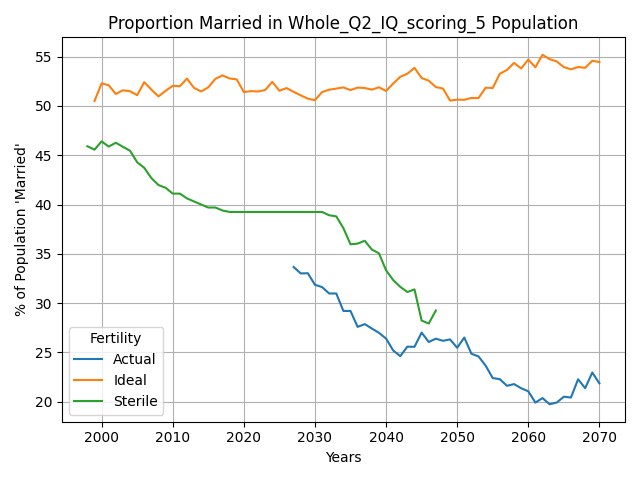 Proportion Married in Whole_Q2_IQ_scoring_5 Population
% of Population 'Married'
55
50
45
40
35
30
25
20
Fertility
Actual
Ideal
Sterile
2000 2010 2020 2030 2040 2050 2060 2070
Years